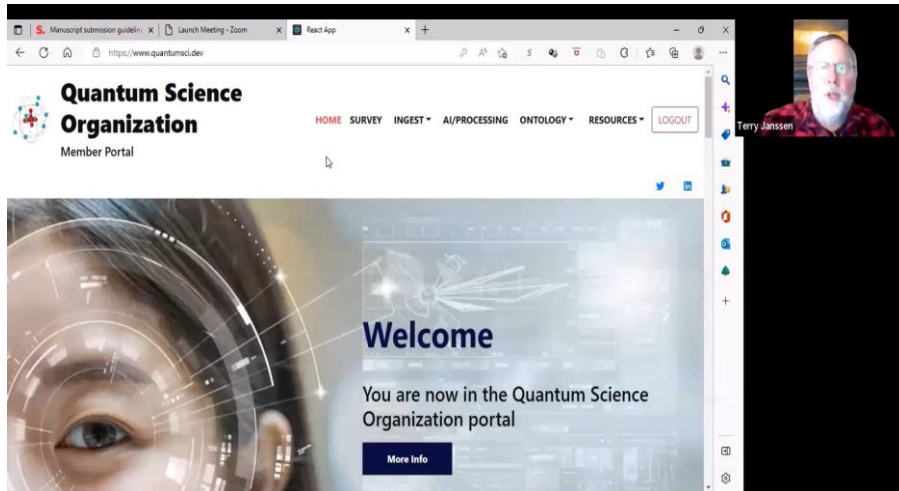 Manuscript submission guidelin
Launch Meeting - Zoom
React App
https://www.quantumsci.dev
Quantum Science
Organization
Member Portal
HOME SURVEY INGEST AI/PROCESSING ONTOLOGY RESOURCES LOGOUT
Terry Janssen
Welcome
You are now in the Quantum Science
Organization portal
More Info